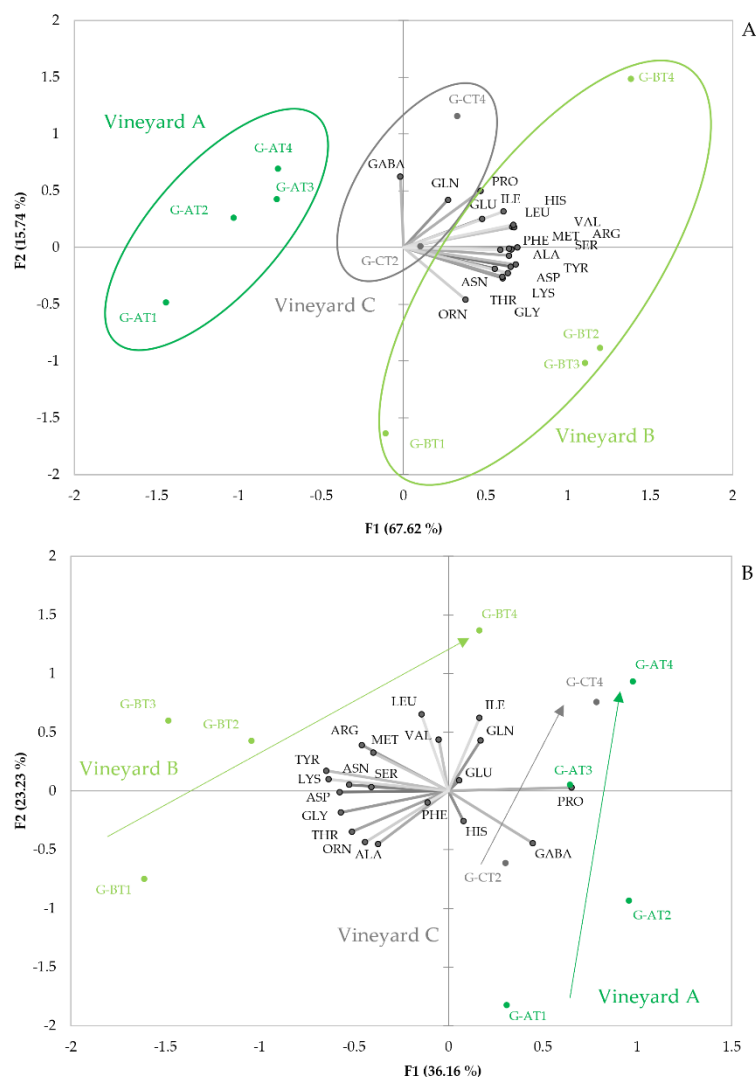 A
2
G-BT4
1.5
G-CT4
Vineyard A
1
G-AT4
GABA
PRO
G-AT3
GLN
ILE
HIS
0.5
G-AT2
GLU
LEU
VAL
PHE
MET
ARG
SER
0
G-CT2
ALA
ASN
ASP
TYR
Vineyard C
THR
LYS
G-AT1
ORN
GLY
-0.5
G-BT2
G-BT3
-1
Vineyard B
G-BT1
-1.5
-2
-2 -1.5 -1 -0.5 0 0.5 1 1.5 2
F1 (67.62 %)
F2 (15.74 %)
B
2
1.5
G-BT4
G-AT4
1
G-CT4
G-BT3
LEU
ILE
G-BT2
0.5
ARG
VAL
GLN
MET
Vineyard B
TYR
ASN
SER
GLU
G-AT3
LYS
0
ASP
PRO
GLY
PHE
HIS
THR
ORN
ALA
GABA
-0.5
G-CT2
G-BT1
G-AT2
-1
Vineyard C
-1.5
Vineyard A
G-AT1
-2
-2 -1.5 -1 -0.5 0 0.5 1 1.5 2
F1 (36.16 %)
F2 (23.23 %)